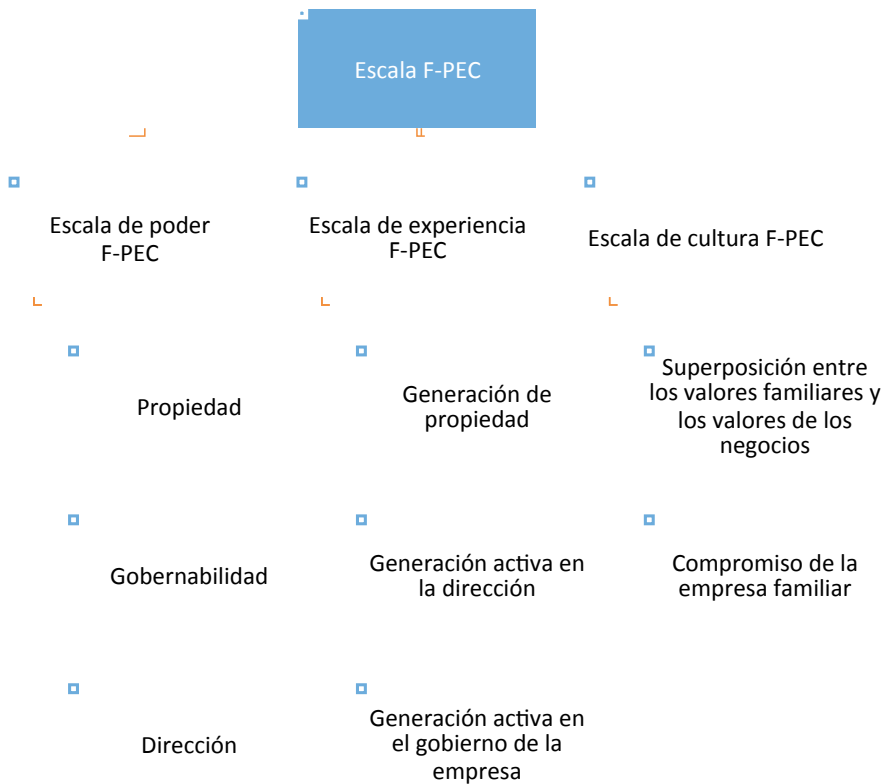 Escala F-PEC
Escala de poder
F-PEC
Escala de experiencia
F-PEC
Escala de cultura F-PEC
Propiedad
Generación de
propiedad
Superposición entre
los valores familiares y
los valores de los
negocios
Gobernabilidad
Generación activa en
la dirección
Compromiso de la
empresa familiar
Dirección
Generación activa en
el gobierno de la
empresa